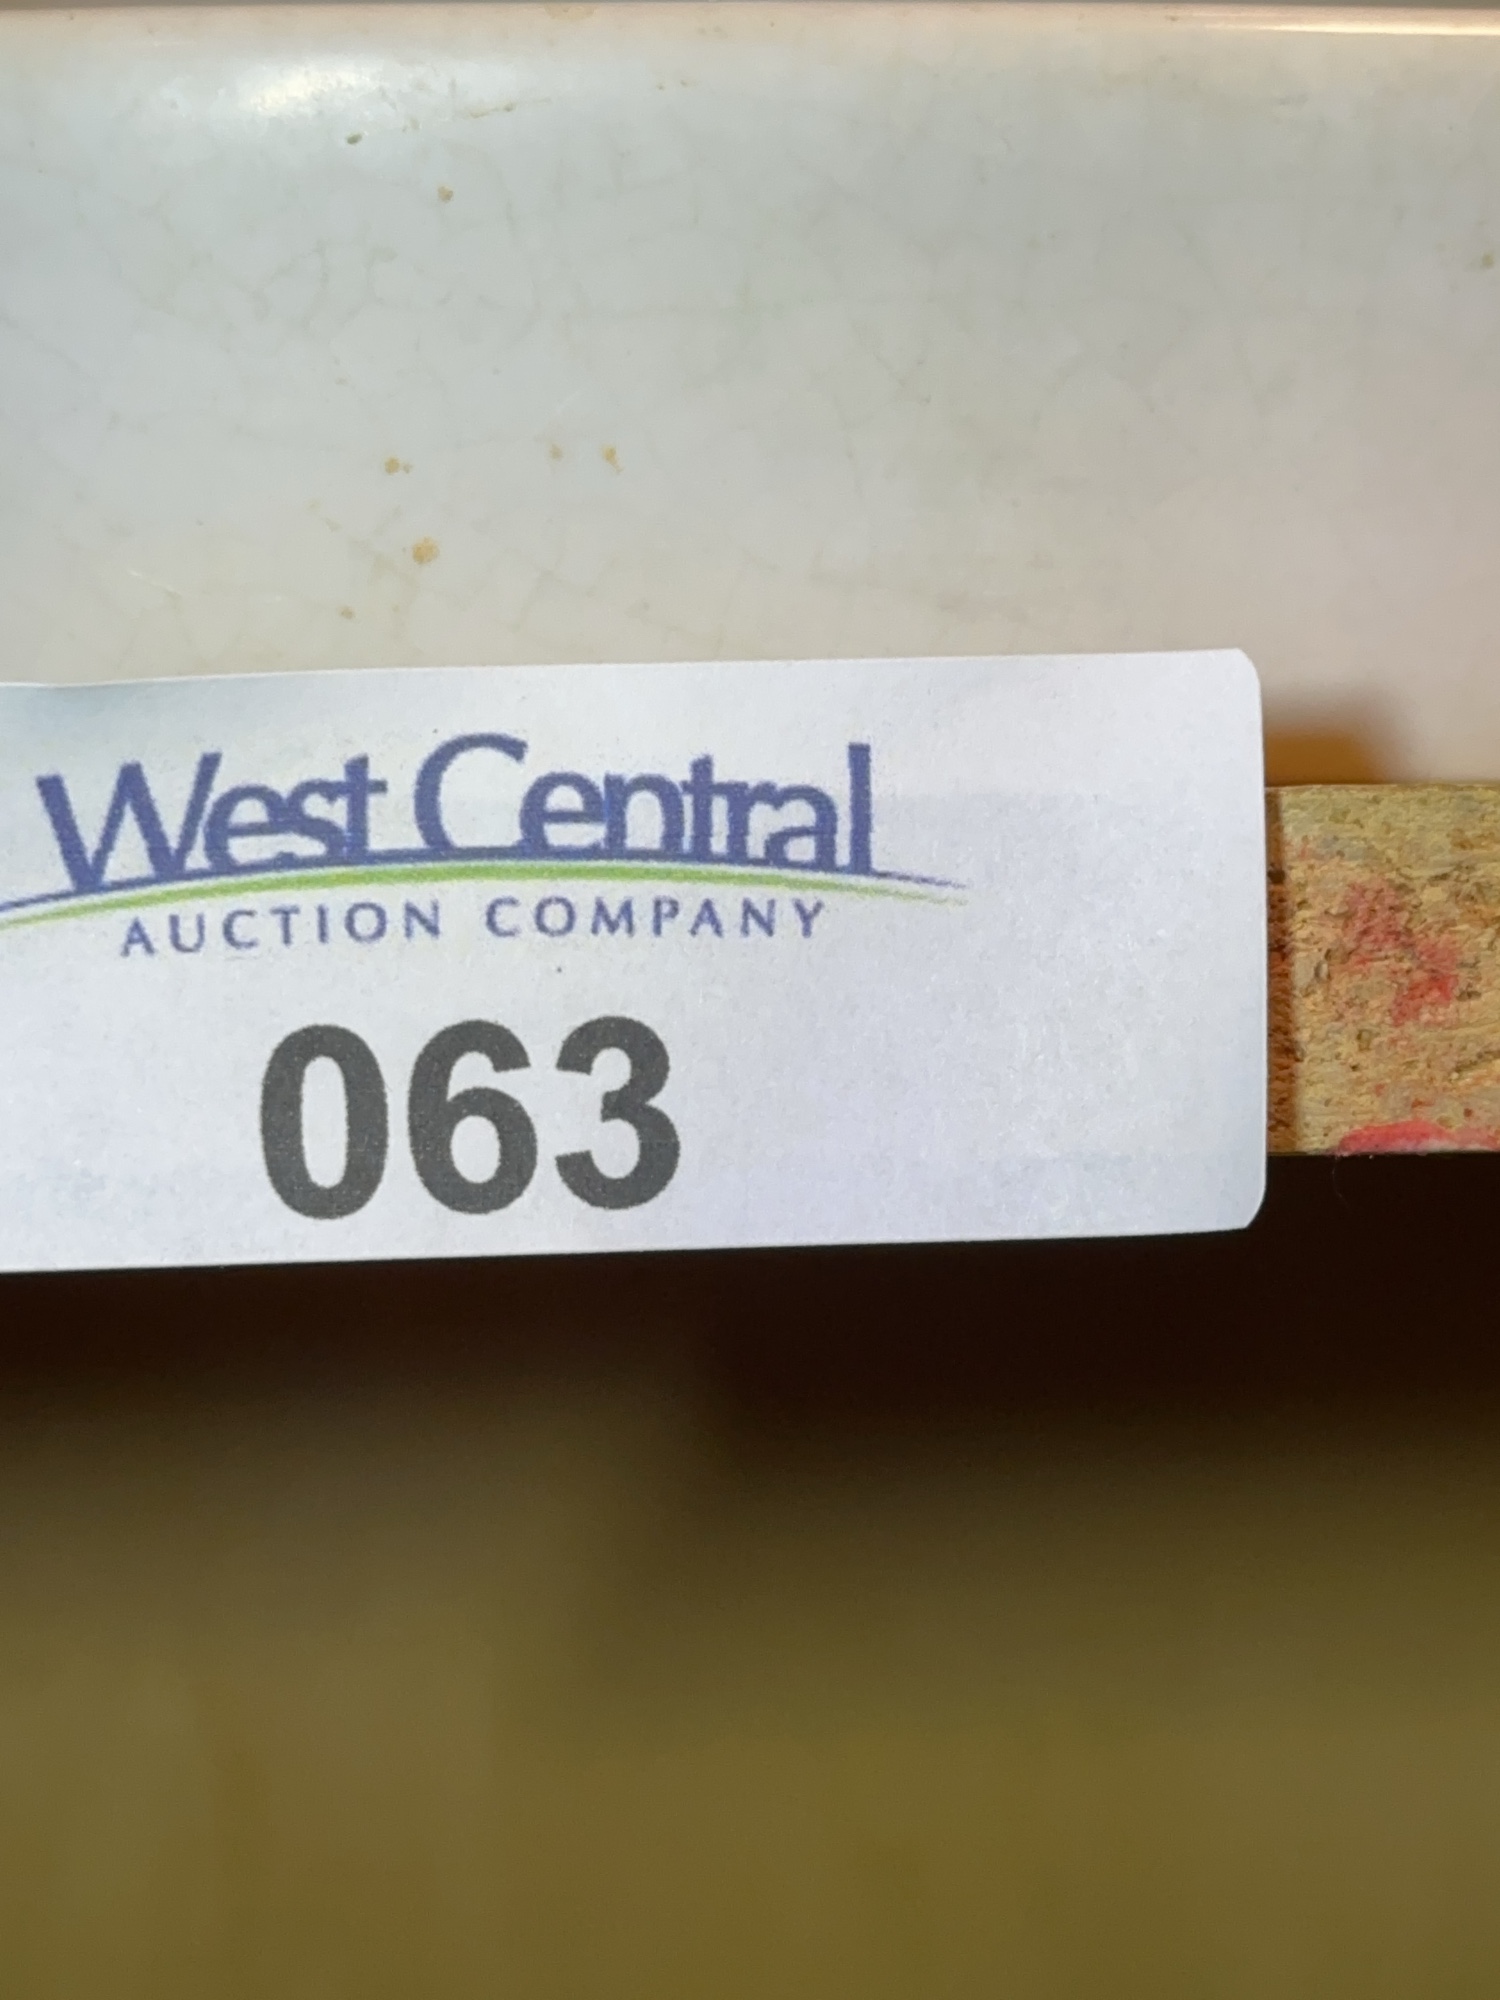 West Central
AUCTION COMPANY
063